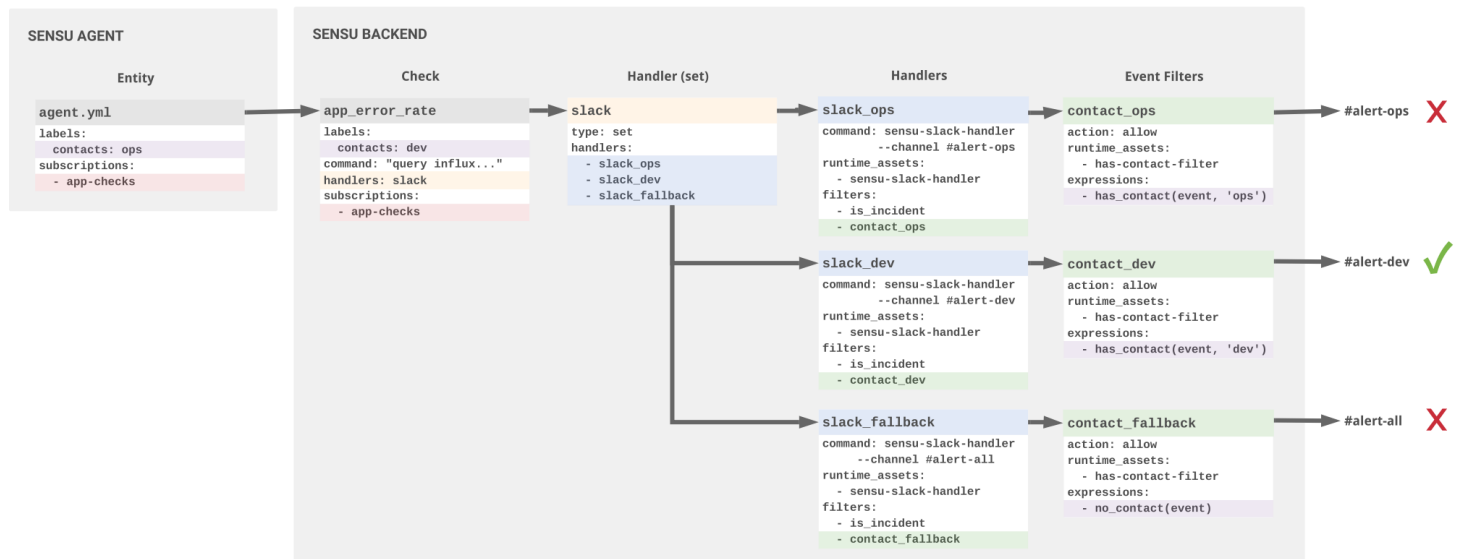 SENSU AGENT
Entity
agent.yml
labels:
contacts: ops
subscriptions:
- app-checks
SENSU BACKEND
Check
app_error_rate
labels:
contacts: dev
command: "query influx..."
handlers: slack
subscriptions:
- app-checks
Handler (set)
slack
type: set
handlers:
- slack_ops
- slack_dev
- slack_fallback
Handlers
slack_ops
command: sensu-slack-handler
--channel #alert-ops
runtime_assets:
- sensu-slack-handler
filters:
- is_incident
- contact_ops
slack_dev
command: sensu-slack-handler
--channel #alert-dev
runtime_assets:
- sensu-slack-handler
filters:
- is_incident
- contact_dev
slack_fallback
command: sensu-slack-handler
--channel #alert-all
runtime_assets:
- sensu-slack-handler
filters:
- is_incident
- contact_fallback
Event Filters
contact_ops
action: allow
runtime_assets:
- has-contact-filter
expressions:
- has_contact(event, 'ops')
contact_dev
action: allow
runtime_assets:
- has-contact-filter
expressions:
- has_contact(event, 'dev')
contact_fallback
action: allow
runtime_assets:
- has-contact-filter
expressions:
- no_contact(event)
#alert-ops
#alert-dev
#alert-all